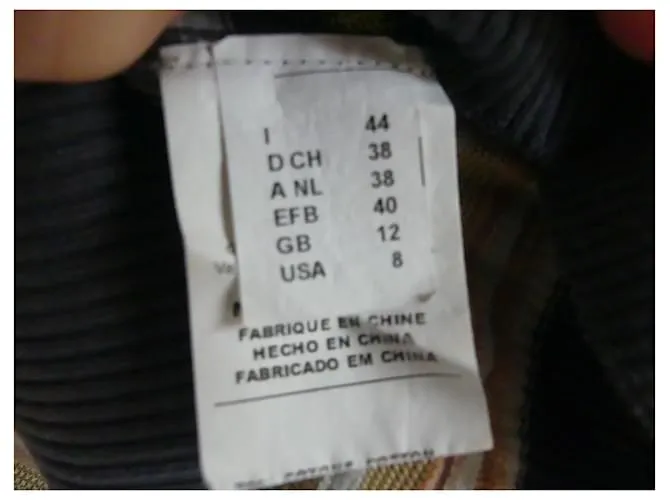 I 44
D CH 38
A NL 38
EFB 40
GB 12
USA 8
FABRIQUE EN CHINE
HECHO EN CHINA
FABRICADO EM CHINA
COTTON